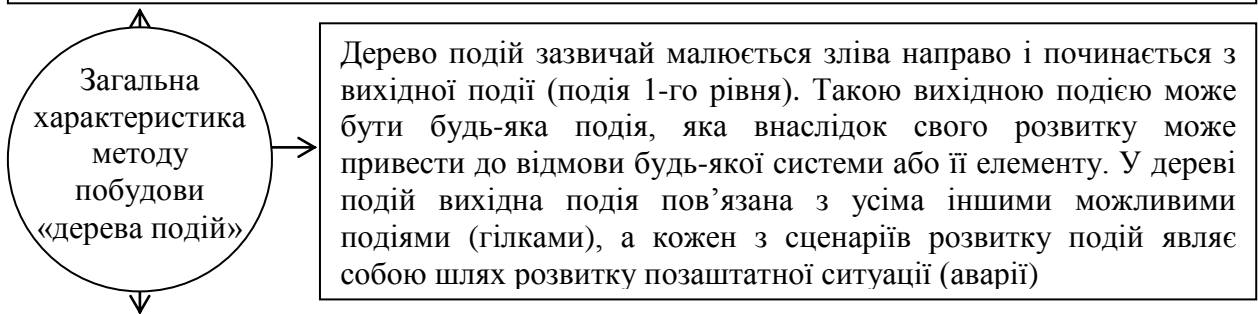 Загальна
характеристика
методу
побудови
«дерева подій»
Дерево подій зазвичай малюється зліва направо і починається з
вихідної події (подія 1-го рівня). Такою вихідною подією може
бути будь-яка подія, яка внаслідок свого розвитку може
привести до відмови будь-якої системи або її елементу. У дереві
подій вихідна подія пов’язана з усіма іншими можливими
подіями (гілками), а кожен з сценаріїв розвитку подій являє
собою шлях розвитку позаштатної ситуації (аварії)